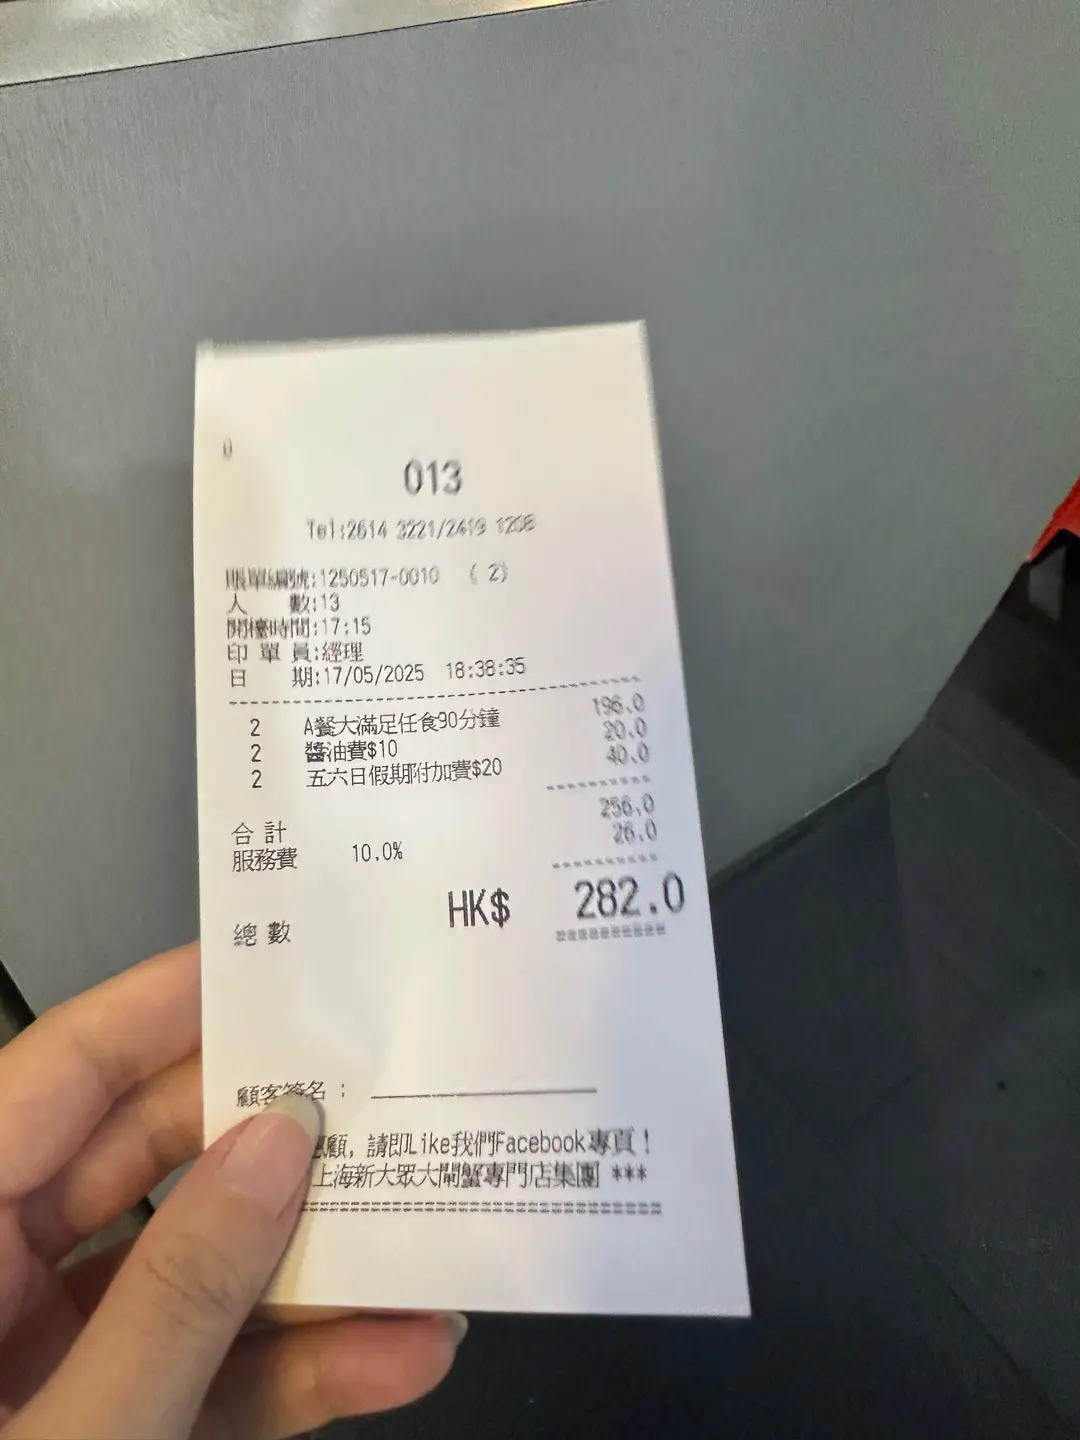 0
013
Tel:2614 3221/2419 1208
賬單編號:1250517-0010 ( 2)
人 數:13
開檯時間:17:15
印 單 員:經理
日 期:17/05/2025 18:38:35
2 A餐大滿足任食90分鐘 196.0
2 醬油費$10 20.0
2 五六日假期附加費$20 40.0
合 計 256.0
服務費 10.0% 26.0
總 數 HK$ 282.0
顧客簽名 :
顧, 請即Like我們Facebook專頁!
上海新大眾大閘蟹專門店集團 ***